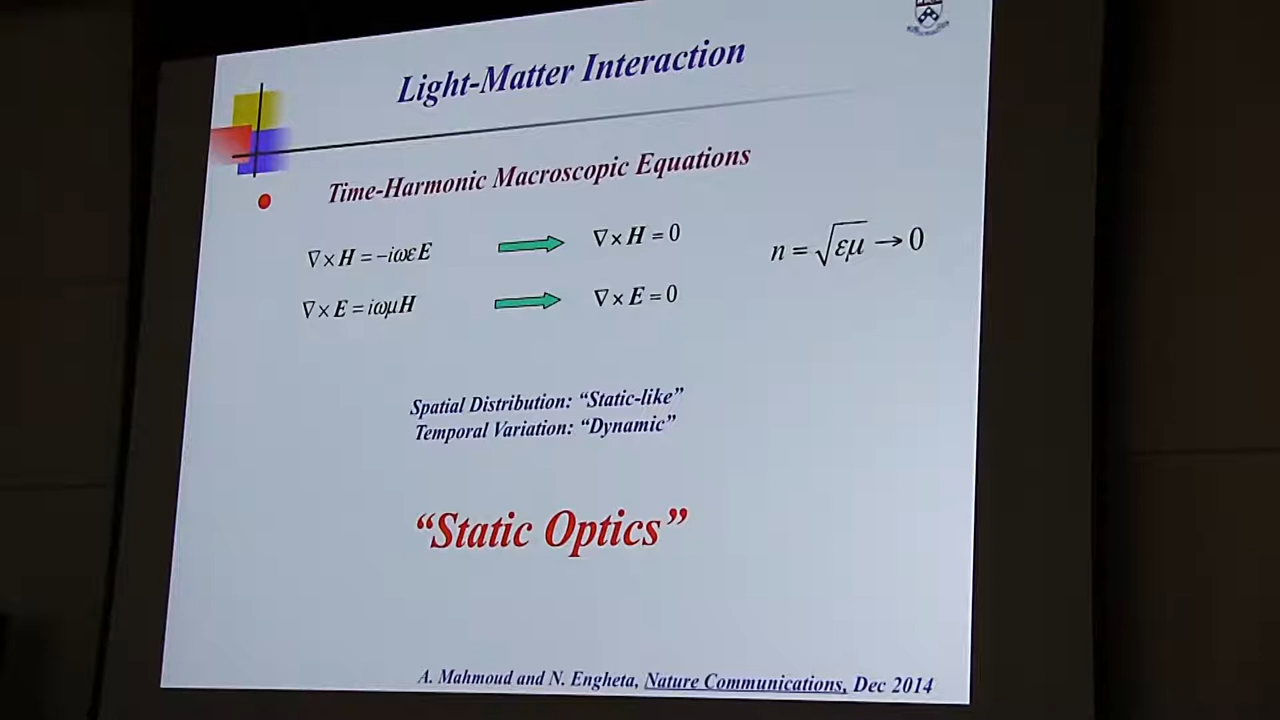 Light-Matter Interaction
Time-Harmonic Macroscopic Equations
∇×H = −iωεE
∇×H = 0
n = √εμ → 0
∇×E = iωμH
∇×E = 0
Spatial Distribution: “Static-like”
Temporal Variation: “Dynamic”
“Static Optics”
A. Mahmoud and N. Engheta, Nature Communications, Dec 2014